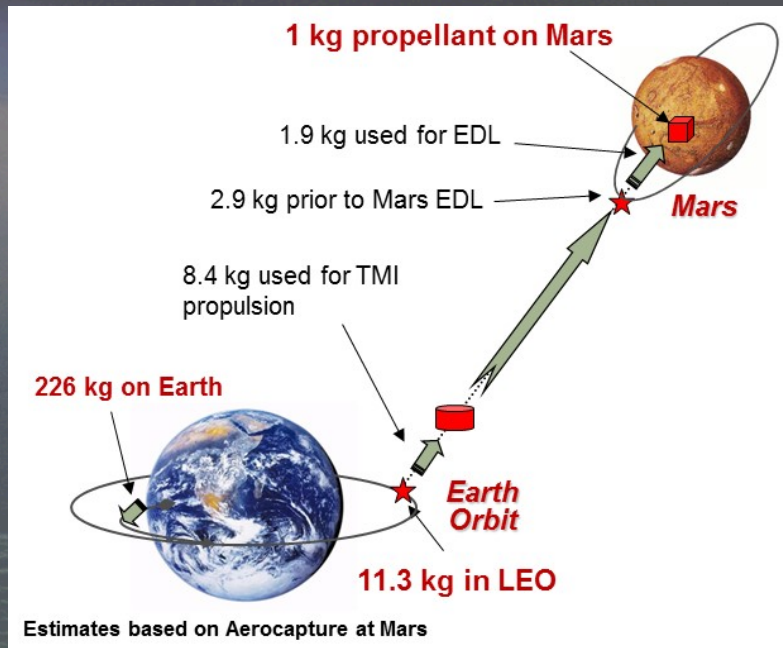 1 kg propellant on Mars
1.9 kg used for EDL
2.9 kg prior to Mars EDL
Mars
8.4 kg used for TMI
propulsion
226 kg on Earth
Earth
Orbit
11.3 kg in LEO
Estimates based on Aerocapture at Mars